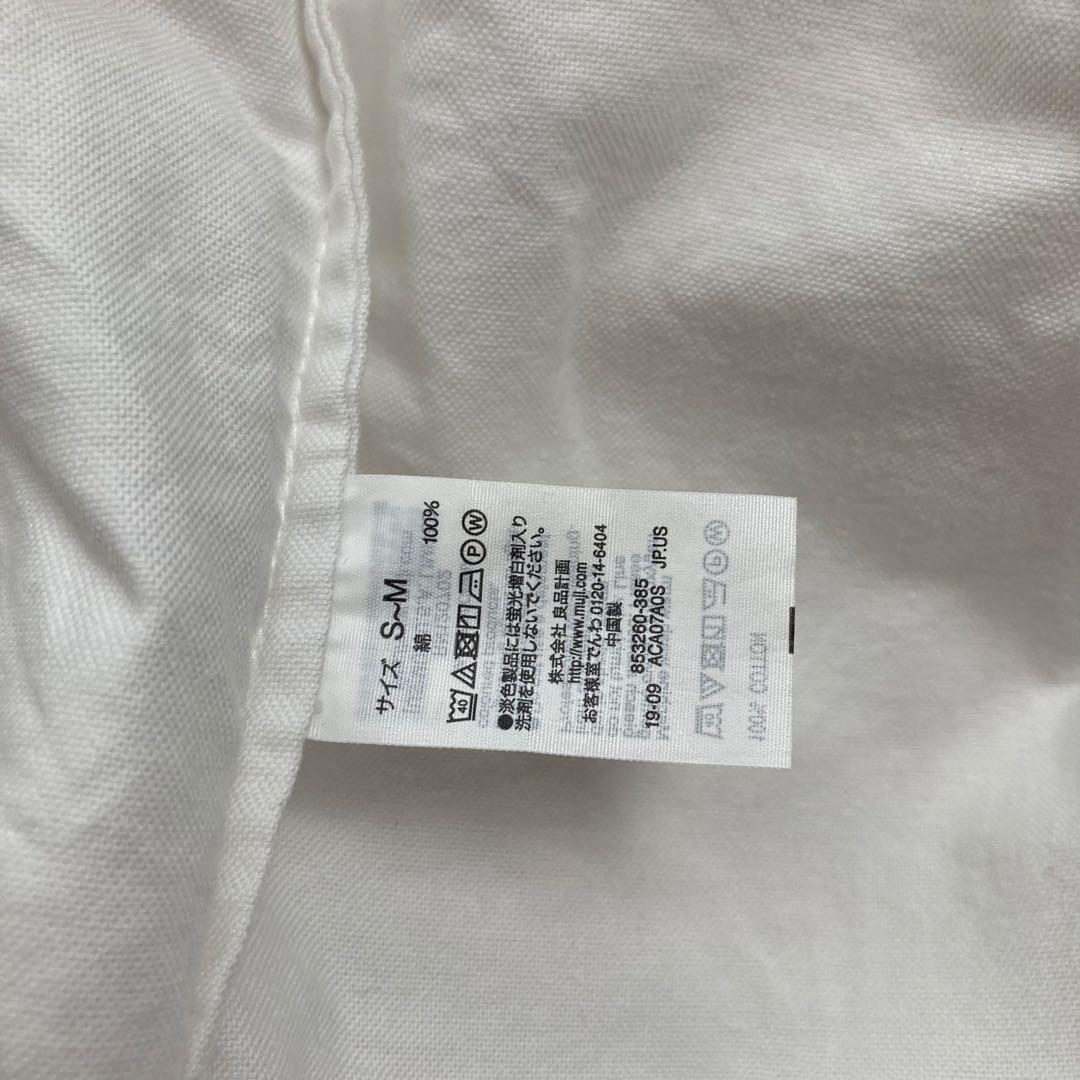 サイズ S~M
綿 100%
40 P W
●淡色製品には蛍光増白剤入り
洗剤を使用しないでください。
株式会社 良品計画
http://www.muji.com
お客様室でんわ 0120-14-6404
中国製
853260-385
19-09 ACA07A0S JP.US
100% COTTON